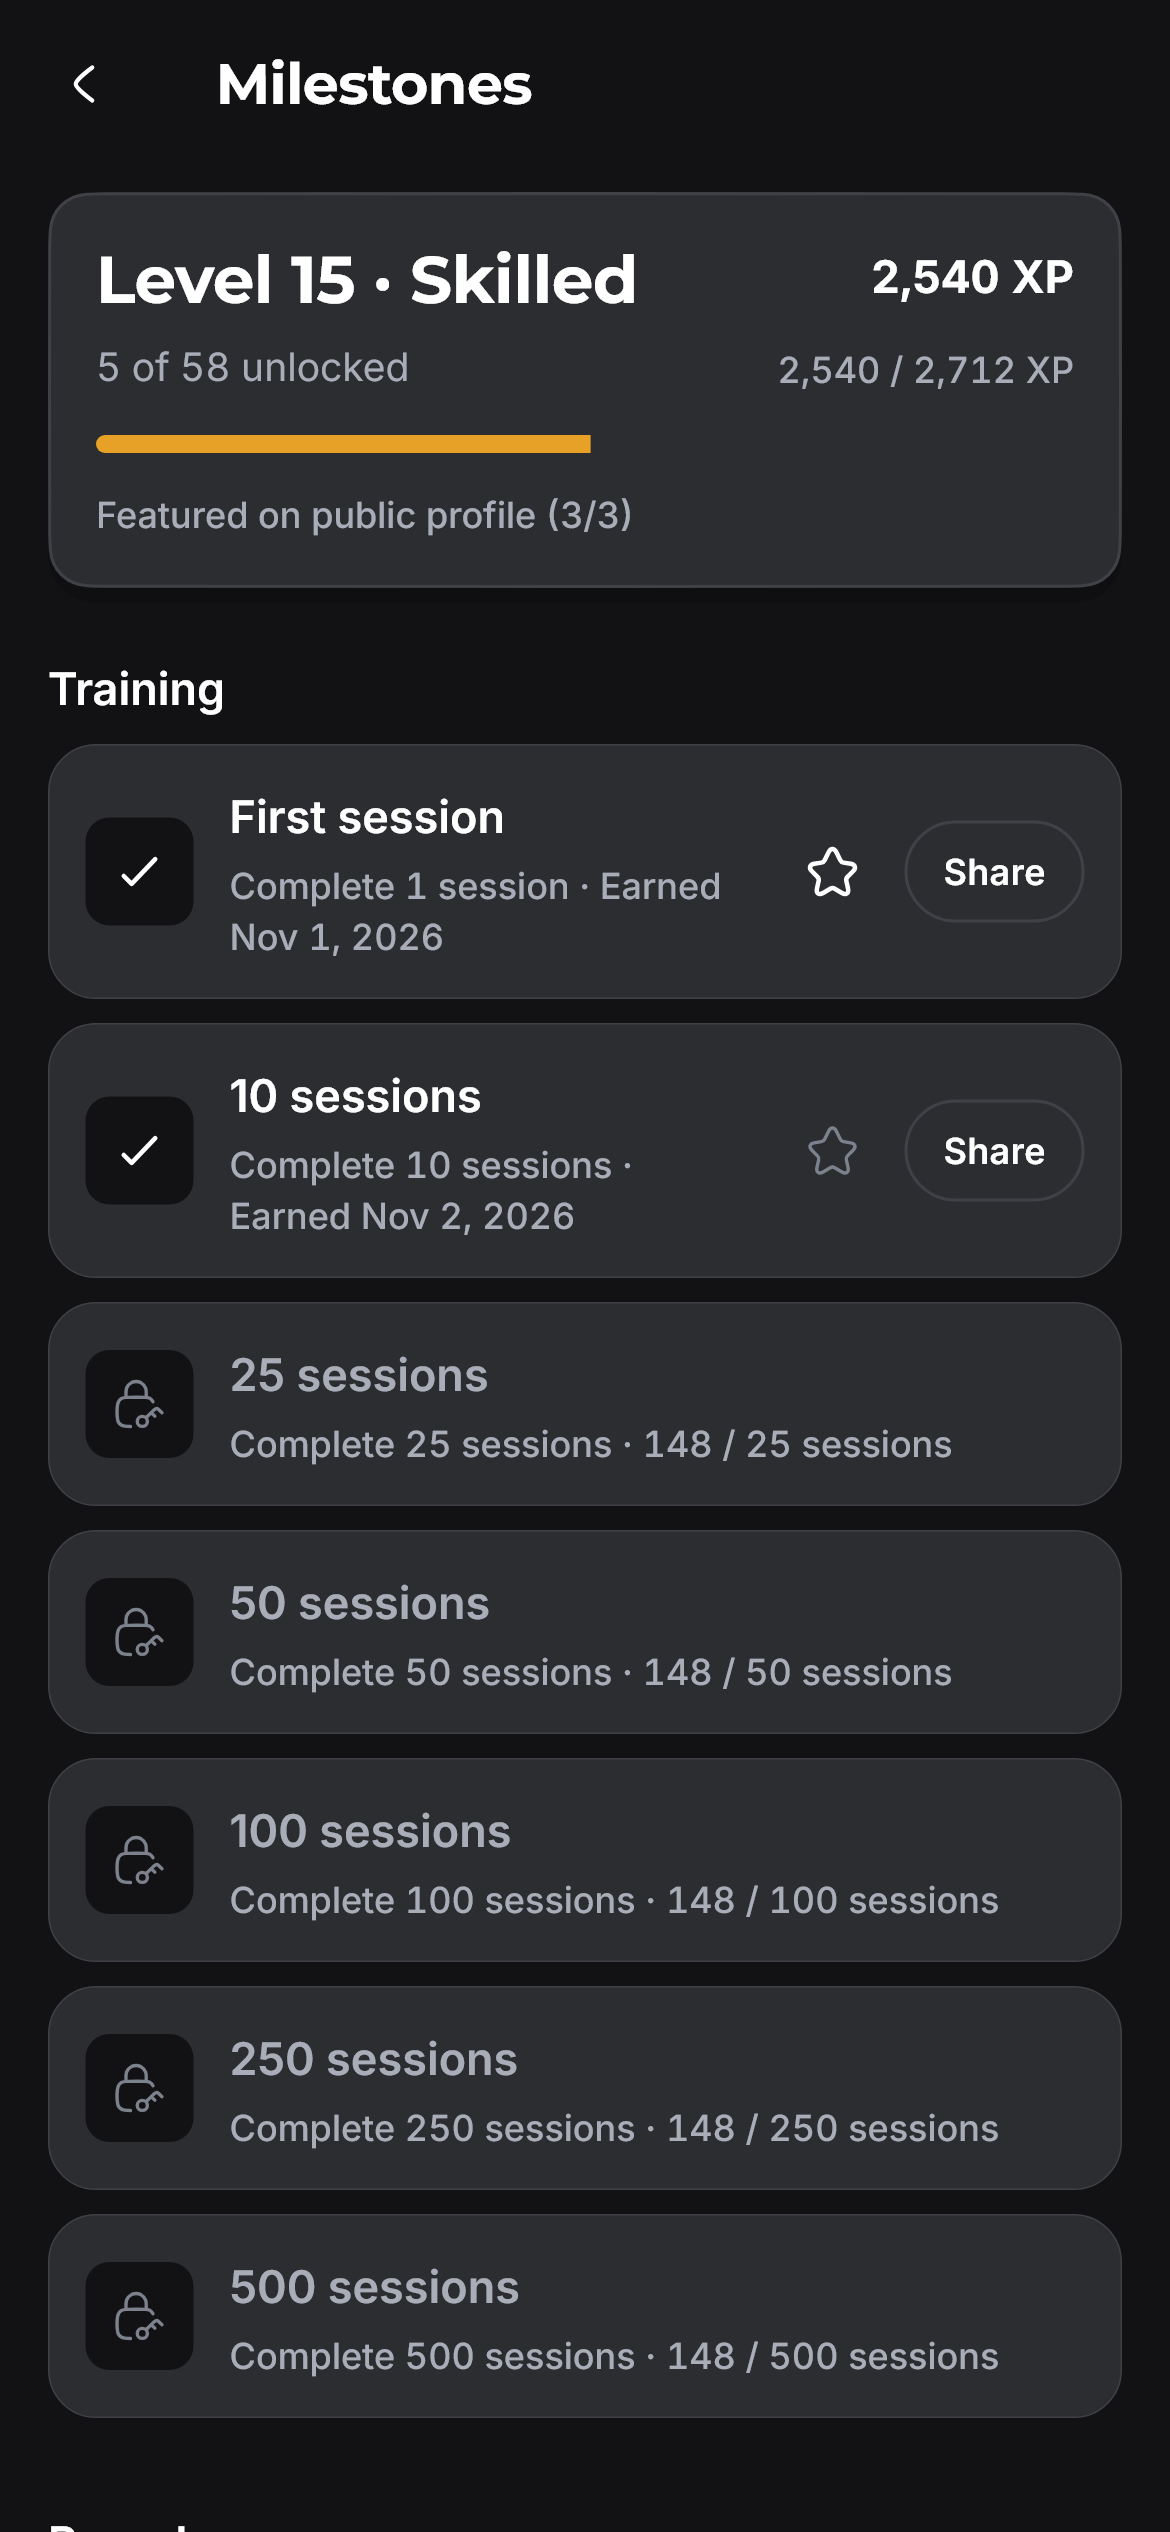 Milestones
Level 15 · Skilled
2,540 XP
5 of 58 unlocked
2,540 / 2,712 XP
Featured on public profile (3/3)
Training
First session
Complete 1 session · Earned
Nov 1, 2026
Share
10 sessions
Complete 10 sessions ·
Earned Nov 2, 2026
Share
25 sessions
Complete 25 sessions · 148 / 25 sessions
50 sessions
Complete 50 sessions · 148 / 50 sessions
100 sessions
Complete 100 sessions · 148 / 100 sessions
250 sessions
Complete 250 sessions · 148 / 250 sessions
500 sessions
Complete 500 sessions · 148 / 500 sessions